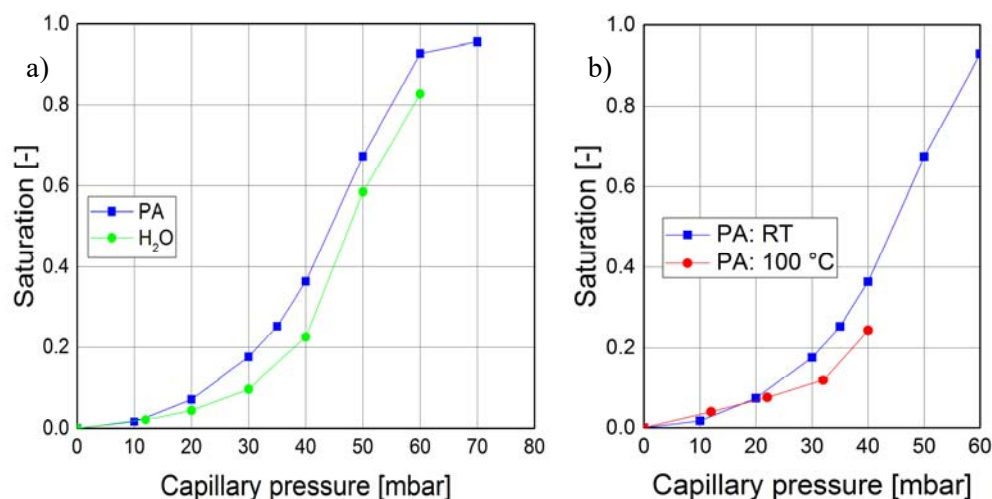 a)
Saturation [-]
1.0
0.8
0.6
0.4
0.2
0.0
PA
H₂O
0 10 20 30 40 50 60 70 80
Capillary pressure [mbar]
b)
Saturation [-]
1.0
0.8
0.6
0.4
0.2
0.0
PA: RT
PA: 100 °C
0 10 20 30 40 50 60
Capillary pressure [mbar]